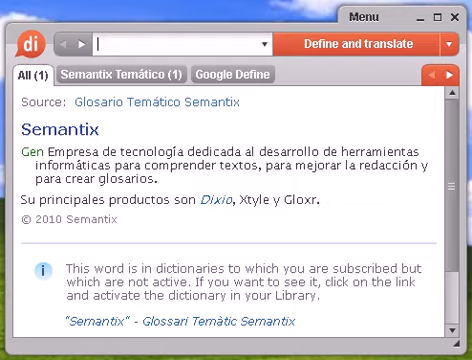 Menu
di
Define and translate
All (1) Semantix Temático (1) Google Define
Source: Glosario Temático Semantix
Semantix
Gen Empresa de tecnología dedicada al desarrollo de herramientas
informáticas para comprender textos, para mejorar la redacción y
para crear glosarios.
Su principales productos son Dixio, Xtyle y Gloxr.
© 2010 Semantix
i
This word is in dictionaries to which you are subscribed but
which are not active. If you want to see it, click on the link
and activate the dictionary in your Library.
"Semantix" - Glossari Temàtic Semantix